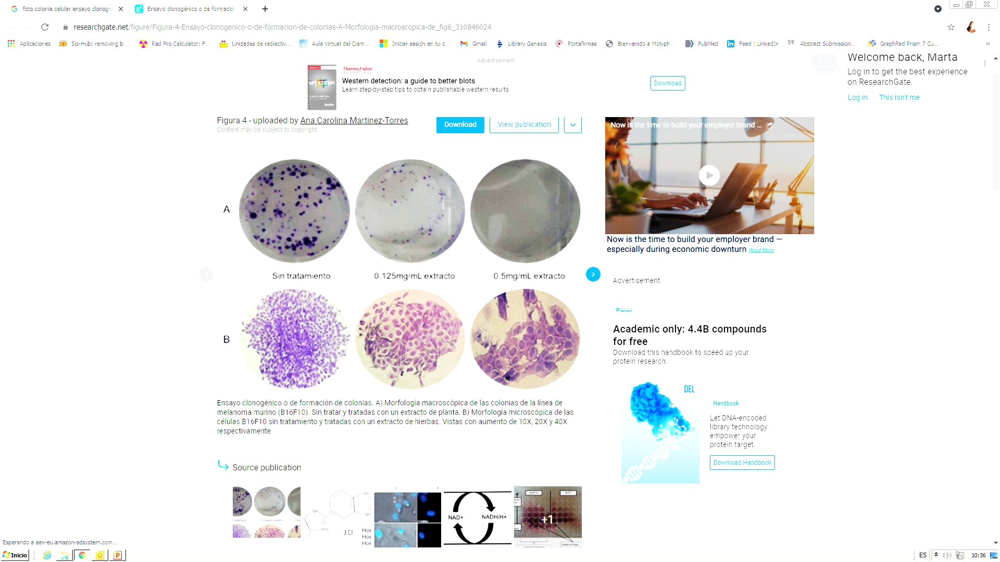 foto colonia celular ensayo clonoge
Ensayo clonogénico o de formación
researchgate.net/figure/Figura-4-Ensayo-clonogenico-o-de-formacion-de-colonias-A-Morfologia-macroscopica-de_fig6_310846024
Aplicaciones
Sci-Hub: removing b...
Rad Pro Calculator: F...
Unidades de radiactiv...
Aula Virtual del Ciem...
Iniciar sesión en tu c...
Gmail
Library Genesis
Portafirmas
Bienvenido a Molyph...
PubMed
Feed | LinkedIn
59 Abstract Submission...
GraphPad Prism 7 Cu...
»
Advertisement
ThermoFisher
SCIENTIFIC
WESTERN
Western detection: a guide to better blots
Learn step-by-step tips to obtain publishable western results
Download
Welcome back, Marta
Log in to get the best experience
on ResearchGate.
Log in This isn't me
Figura 4 - uploaded by Ana Carolina Martinez-Torres
Content may be subject to copyright.
Download
View publication
A
Sin tratamiento
0.125mg/mL extracto
0.5mg/mL extracto
B
Ensayo clonogénico o de formación de colonias. A) Morfología macroscópica de las colonias de la línea de
melanoma murino (B16F10). Sin tratar y tratadas con un extracto de planta. B) Morfología microscópica de las
células B16F10 sin tratamiento y tratadas con un extracto de hierbas. Vistas con aumento de 10X, 20X y 40X
respectivamente
Now is the time to build your employer brand ...
Now is the time to build your employer brand —
especially during economic downturn Read More
Advertisement
Academic only: 4.4B compounds
for free
Download this handbook to speed up your
protein research.
DEL
Handbook
Let DNA-encoded
library technology
empower your
protein target.
Download Handbook
Source publication
3 Cl
Hoe
Hoe
Hoe
A
B
NAD+
NADH/H+
+1
Esperando a aax-eu.amazon-adsystem.com...
Inicio
ES
10:36